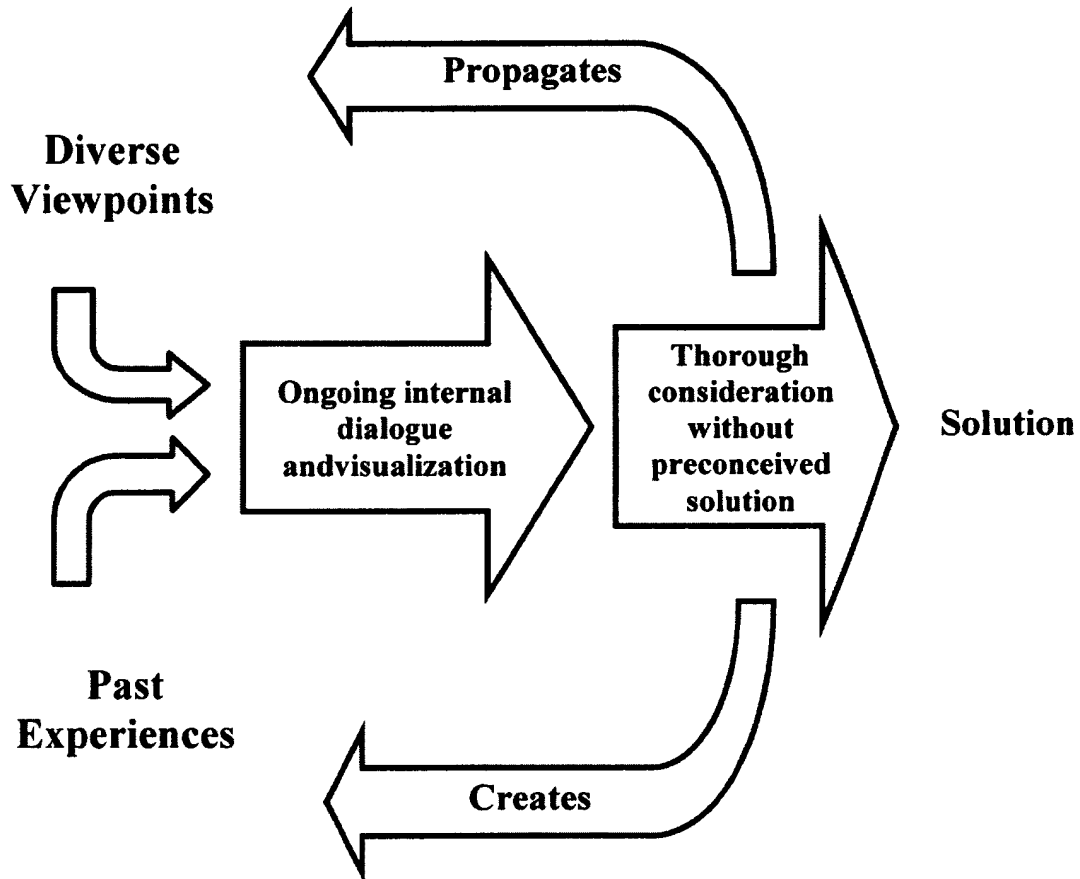 Propagates
Diverse
Viewpoints
Ongoing internal
dialogue
andvisualization
Thorough
consideration
without
preconceived
solution
Solution
Past
Experiences
Creates